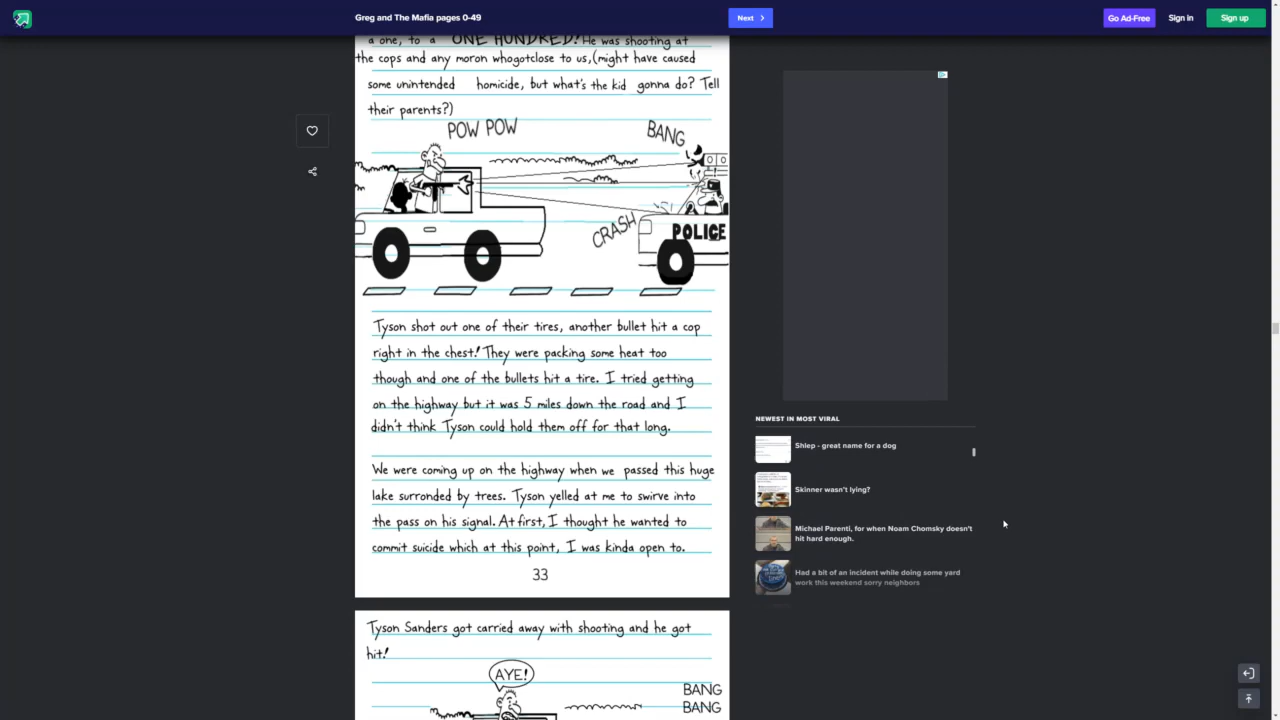 Greg and The Mafia pages 0-49
Next
Go Ad-Free
Sign in
Sign up
a one, to a ONE HUNDRED! He was shooting at
the cops and any moron whogotclose to us,(might have caused
some unintended homicide, but what's the kid gonna do? Tell
their parents?)
POW POW
BANG
CRASH
POLICE
Tyson shot out one of their tires, another bullet hit a cop
right in the chest! They were packing some heat too
though and one of the bullets hit a tire. I tried getting
on the highway but it was 5 miles down the road and I
didn't think Tyson could hold them off for that long.
We were coming up on the highway when we passed this huge
lake surronded by trees. Tyson yelled at me to swirve into
the pass on his signal. At first, I thought he wanted to
commit suicide which at this point, I was kinda open to.
33
Tyson Sanders got carried away with shooting and he got
hit!
AYE!
BANG
BANG
NEWEST IN MOST VIRAL
Shlep - great name for a dog
Skinner wasn't lying?
Michael Parenti, for when Noam Chomsky doesn't
hit hard enough.
Had a bit of an incident while doing some yard
work this weekend sorry neighbors